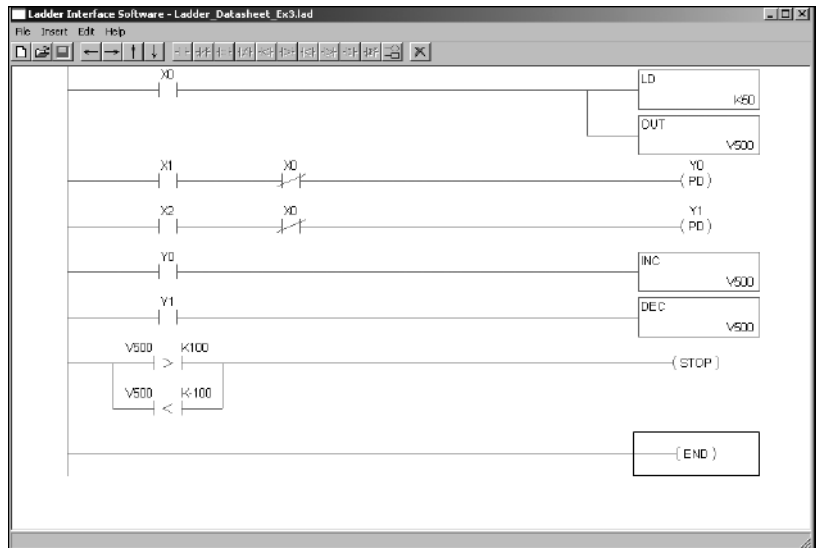 Ladder Interface Software - Ladder_Datasheet_Ex3.lad
File Insert Edit Help
X0
LD
K50
OUT
V500
X1 X0 Y0
( PD )
X2 X0 Y1
( PD )
Y0
INC
V500
Y1
DEC
V500
V500 K100
> ( STOP )
V500 K-100
<
( END )